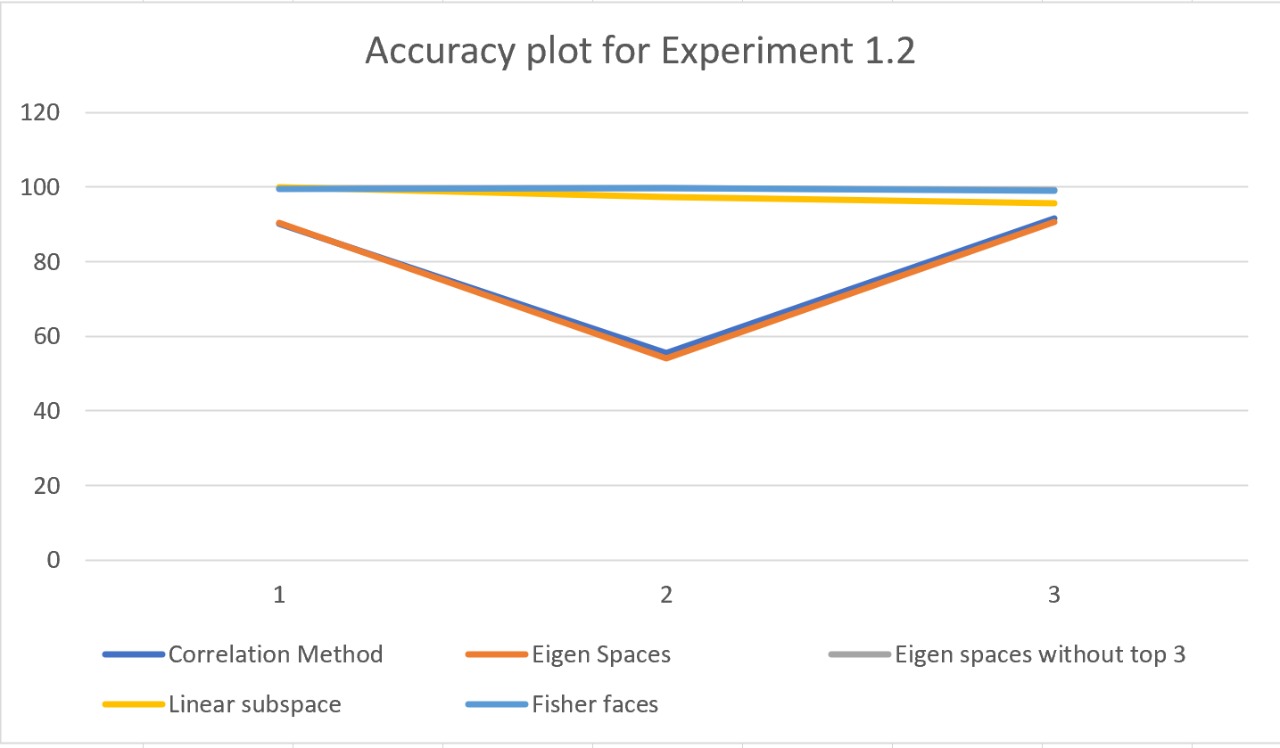 Accuracy plot for Experiment 1.2
120
100
80
60
40
20
0
1 2 3
Correlation Method Eigen Spaces Eigen spaces without top 3
Linear subspace Fisher faces